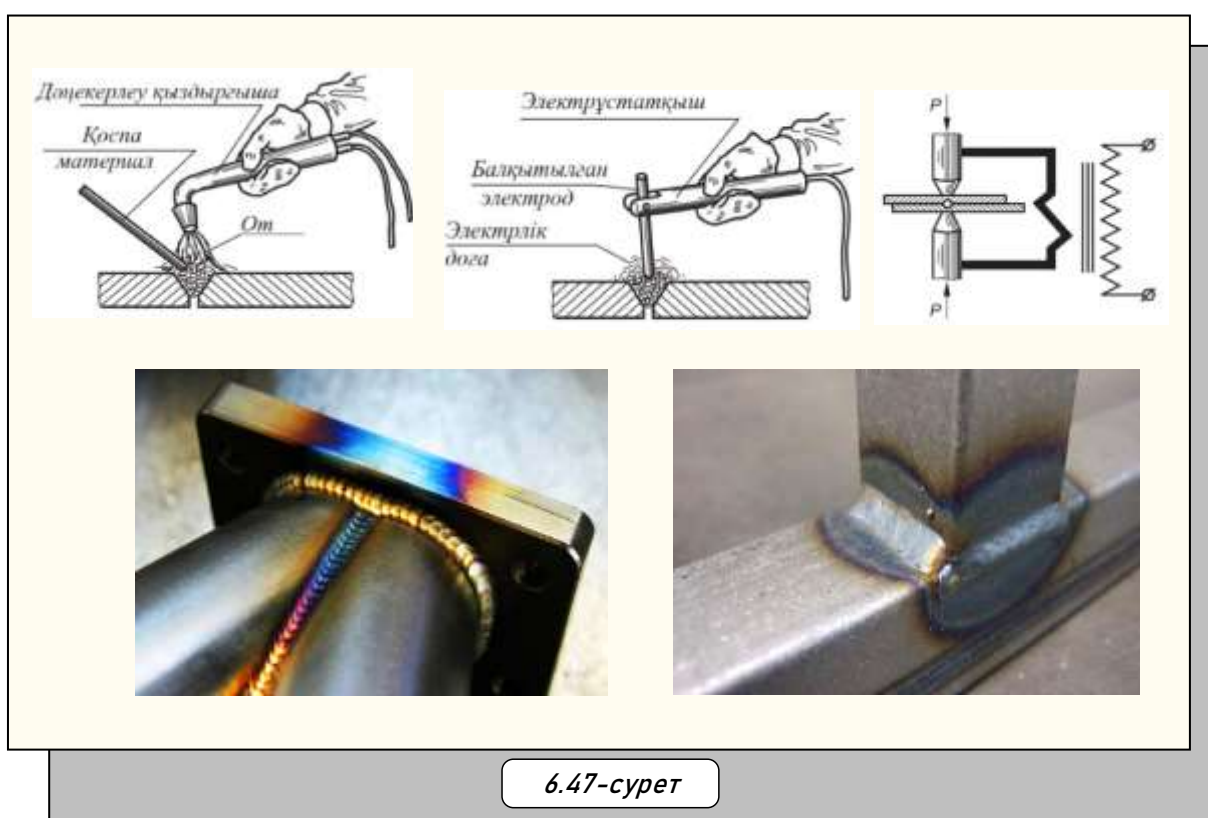 Дәнекерлеу қыздырғыша
Қоспа
материал
От
Электрұстатқыш
Балқытылған
электрод
Электрлік
доға
P
P
6.47-сурет